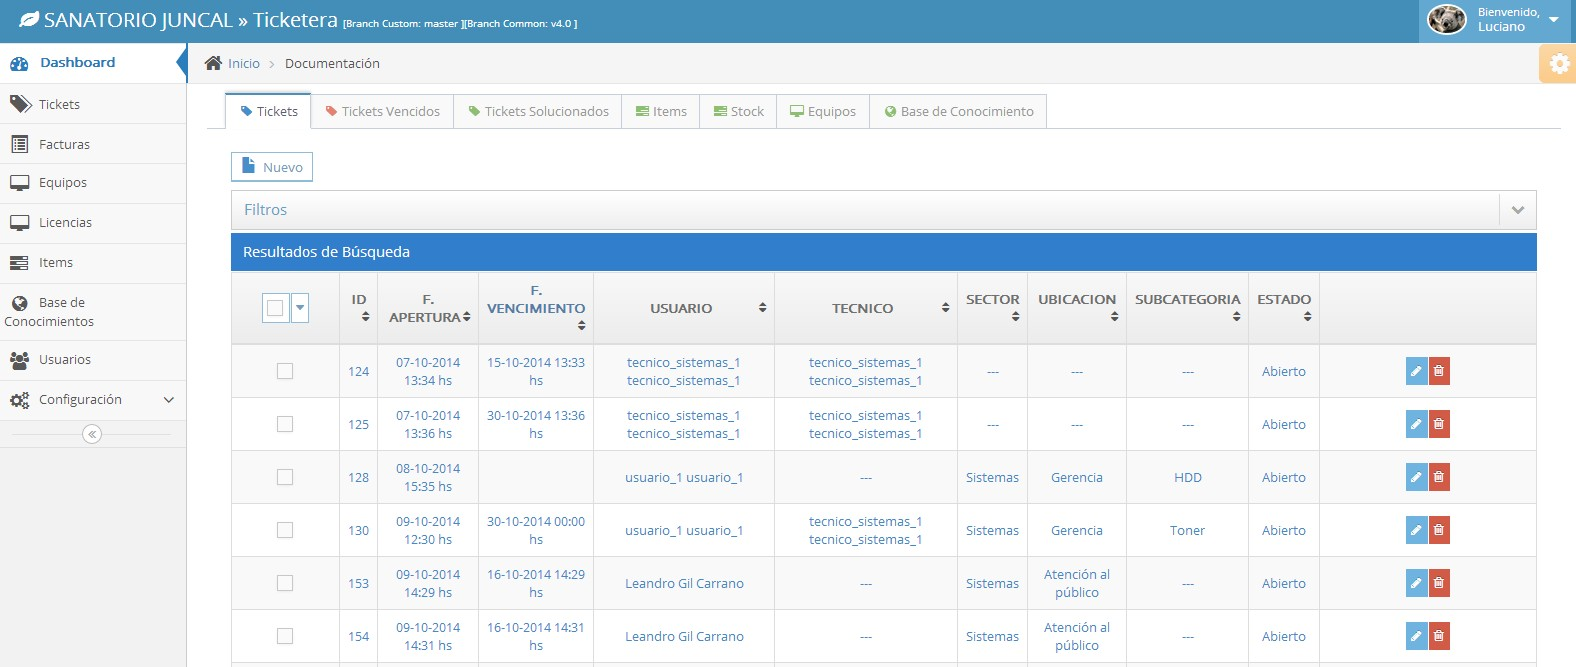 SANATORIO JUNCAL » Ticketera [Branch Custom: master ][Branch Common: v4.0 ]
Bienvenido,
Luciano
Dashboard
Tickets
Facturas
Equipos
Licencias
Items
Base de
Conocimientos
Usuarios
Configuración
Inicio > Documentación
Tickets Tickets Vencidos Tickets Solucionados Items Stock Equipos Base de Conocimiento
Nuevo
Filtros
Resultados de Búsqueda
ID F. APERTURA F. VENCIMIENTO USUARIO TECNICO SECTOR UBICACION SUBCATEGORIA ESTADO
124 07-10-2014 13:34 hs 15-10-2014 13:33 hs tecnico_sistemas_1 tecnico_sistemas_1 tecnico_sistemas_1 tecnico_sistemas_1 --- --- --- Abierto
125 07-10-2014 13:36 hs 30-10-2014 13:36 hs tecnico_sistemas_1 tecnico_sistemas_1 tecnico_sistemas_1 tecnico_sistemas_1 --- --- --- Abierto
128 08-10-2014 15:35 hs usuario_1 usuario_1 --- Sistemas Gerencia HDD Abierto
130 09-10-2014 12:30 hs 30-10-2014 00:00 hs usuario_1 usuario_1 tecnico_sistemas_1 tecnico_sistemas_1 Sistemas Gerencia Toner Abierto
153 09-10-2014 14:29 hs 16-10-2014 14:29 hs Leandro Gil Carrano --- Sistemas Atención al público --- Abierto
154 09-10-2014 14:31 hs 16-10-2014 14:31 hs Leandro Gil Carrano --- Sistemas Atención al público --- Abierto